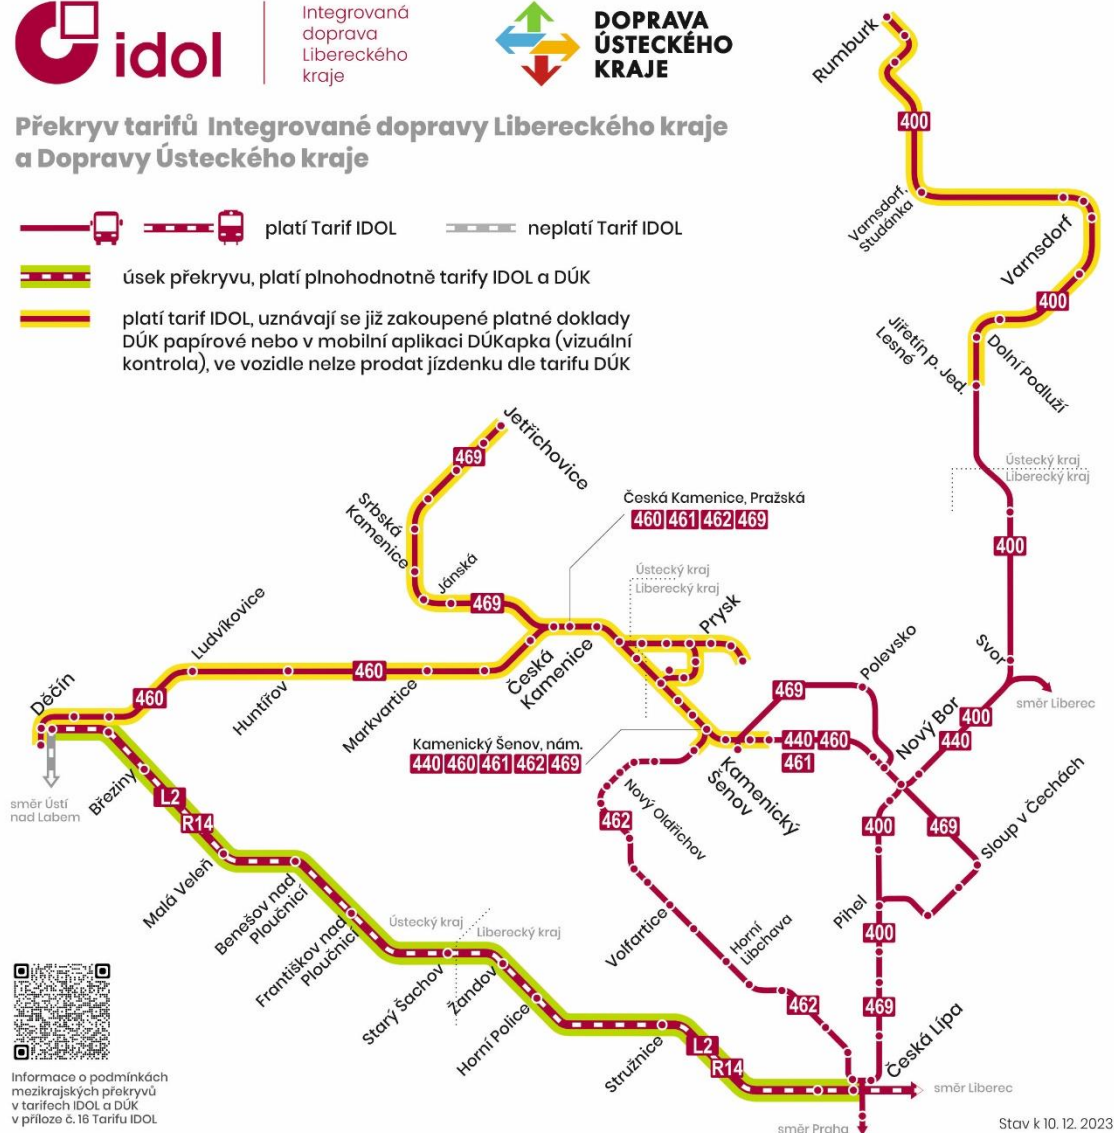 idol
Integrovaná
doprava
Libereckého
kraje
DOPRAVA
ÚSTECKÉHO
KRAJE
Překryv tarifů Integrované dopravy Libereckého kraje
a Dopravy Ústeckého kraje
platí Tarif IDOL
neplatí Tarif IDOL
úsek překryvu, platí plnohodnotně tarify IDOL a DÚK
platí tarif IDOL, uznávají se již zakoupené platné doklady
DÚK papírové nebo v mobilní aplikaci DÚKapka (vizuální
kontrola), ve vozidle nelze prodat jízdenku dle tarifu DÚK
Rumburk
400
Varnsdorf,
Studánka
Varnsdorf
400
Jiřetín p. Jed.
Lesné
Dolní Podluží
Ústecký kraj
Liberecký kraj
400
Jetřichovice
469
Srbská
Kamenice
Jánská
469
Česká Kamenice, Pražská
460 461 462 469
Ústecký kraj
Liberecký kraj
Prysk
Ludvíkovice
Děčín
460
Huntířov
460
Markvartice
Česká
Kamenice
Polevsko
469
Svor
směr Liberec
400
Nový Bor
440
Kamenický Šenov, nám.
440 460 461 462 469
Kamenický
Šenov
440 460
461
směr Ústí
nad Labem
Březiny
L2
R14
Nový Oldřichov
462
400
469
Sloup v Čechách
Malá Veleň
Benešov nad
Ploučnicí
Františkov nad
Ploučnicí
Ústecký kraj
Liberecký kraj
Starý Šachov
Žandov
Horní Police
Volfartice
Horní
Libchava
Pihel
400
462
469
Stružnice
L2
R14
Česká Lípa
směr Liberec
směr Praha
Informace o podmínkách
mezikrajských překryvů
v tarifech IDOL a DÚK
v příloze č. 16 Tarifu IDOL
Stav k 10. 12. 2023